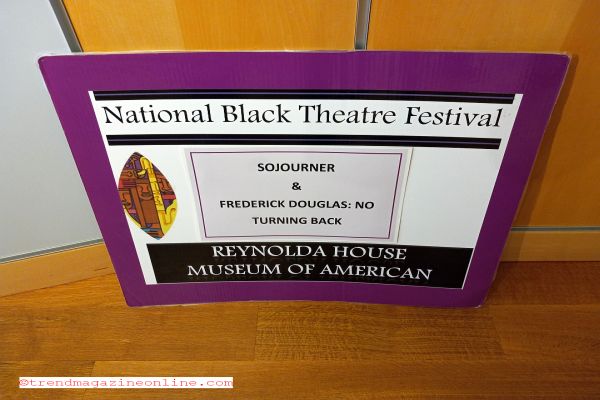 National Black Theatre Festival
SOJOURNER
&
FREDERICK DOUGLAS: NO
TURNING BACK
REYNOLDA HOUSE
MUSEUM OF AMERICAN
©trendmagazineonline.com